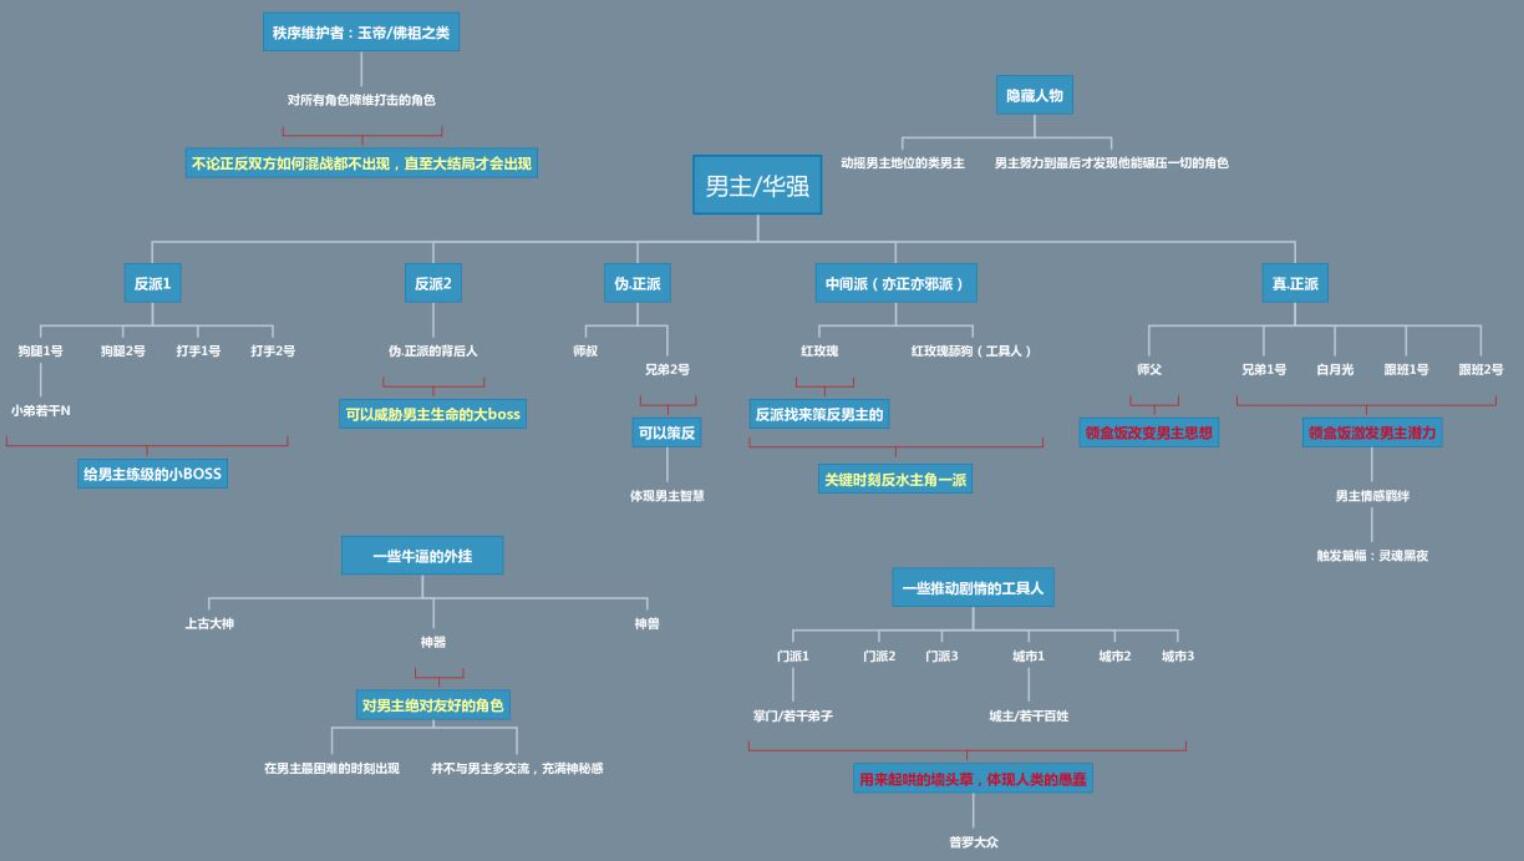 秩序维护者：玉帝/佛祖之类
对所有角色降维打击的角色
不论正反双方如何混战都不出现，直至大结局才会出现
隐藏人物
动摇男主地位的类男主
男主努力到最后才发现他能碾压一切的角色
男主/华强
反派1
狗腿1号
狗腿2号
打手1号
打手2号
小弟若干N
给男主练级的小BOSS
反派2
伪.正派的背后人
可以威胁男主生命的大boss
伪.正派
师叔
兄弟2号
可以策反
体现男主智慧
中间派（亦正亦邪派）
红玫瑰
红玫瑰舔狗（工具人）
反派找来策反男主的
关键时刻反水主角一派
真.正派
师父
兄弟1号
白月光
跟班1号
跟班2号
领盒饭改变男主思想
领盒饭激发男主潜力
男主情感羁绊
触发篇幅：灵魂黑夜
一些牛逼的外挂
上古大神
神器
神兽
对男主绝对友好的角色
在男主最困难的时刻出现
并不与男主多交流，充满神秘感
一些推动剧情的工具人
门派1
门派2
门派3
城市1
城市2
城市3
掌门/若干弟子
城主/若干百姓
用来起哄的墙头草，体现人类的愚蠢
普罗大众